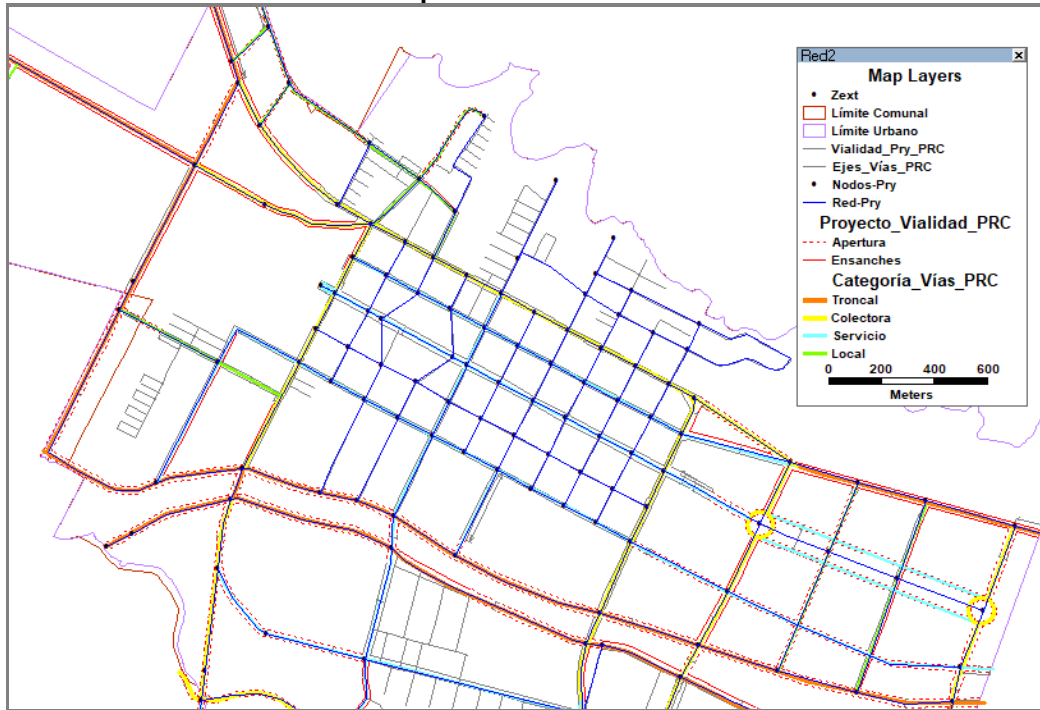 Red2
Map Layers
Zext
Límite Comunal
Límite Urbano
Vialidad_Pry_PRC
Ejes_Vías_PRC
Nodos-Pry
Red-Pry
Proyecto_Vialidad_PRC
Apertura
Ensanches
Categoría_Vías_PRC
Troncal
Colectora
Servicio
Local
0 200 400 600
Meters